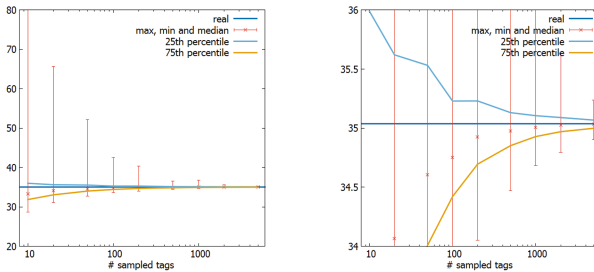 80
70
60
50
40
30
20
10
100
1000
# sampled tags
real
max, min and median
25th percentile
75th percentile
36
35.5
35
34.5
34
10
100
1000
# sampled tags
real
max, min and median
25th percentile
75th percentile